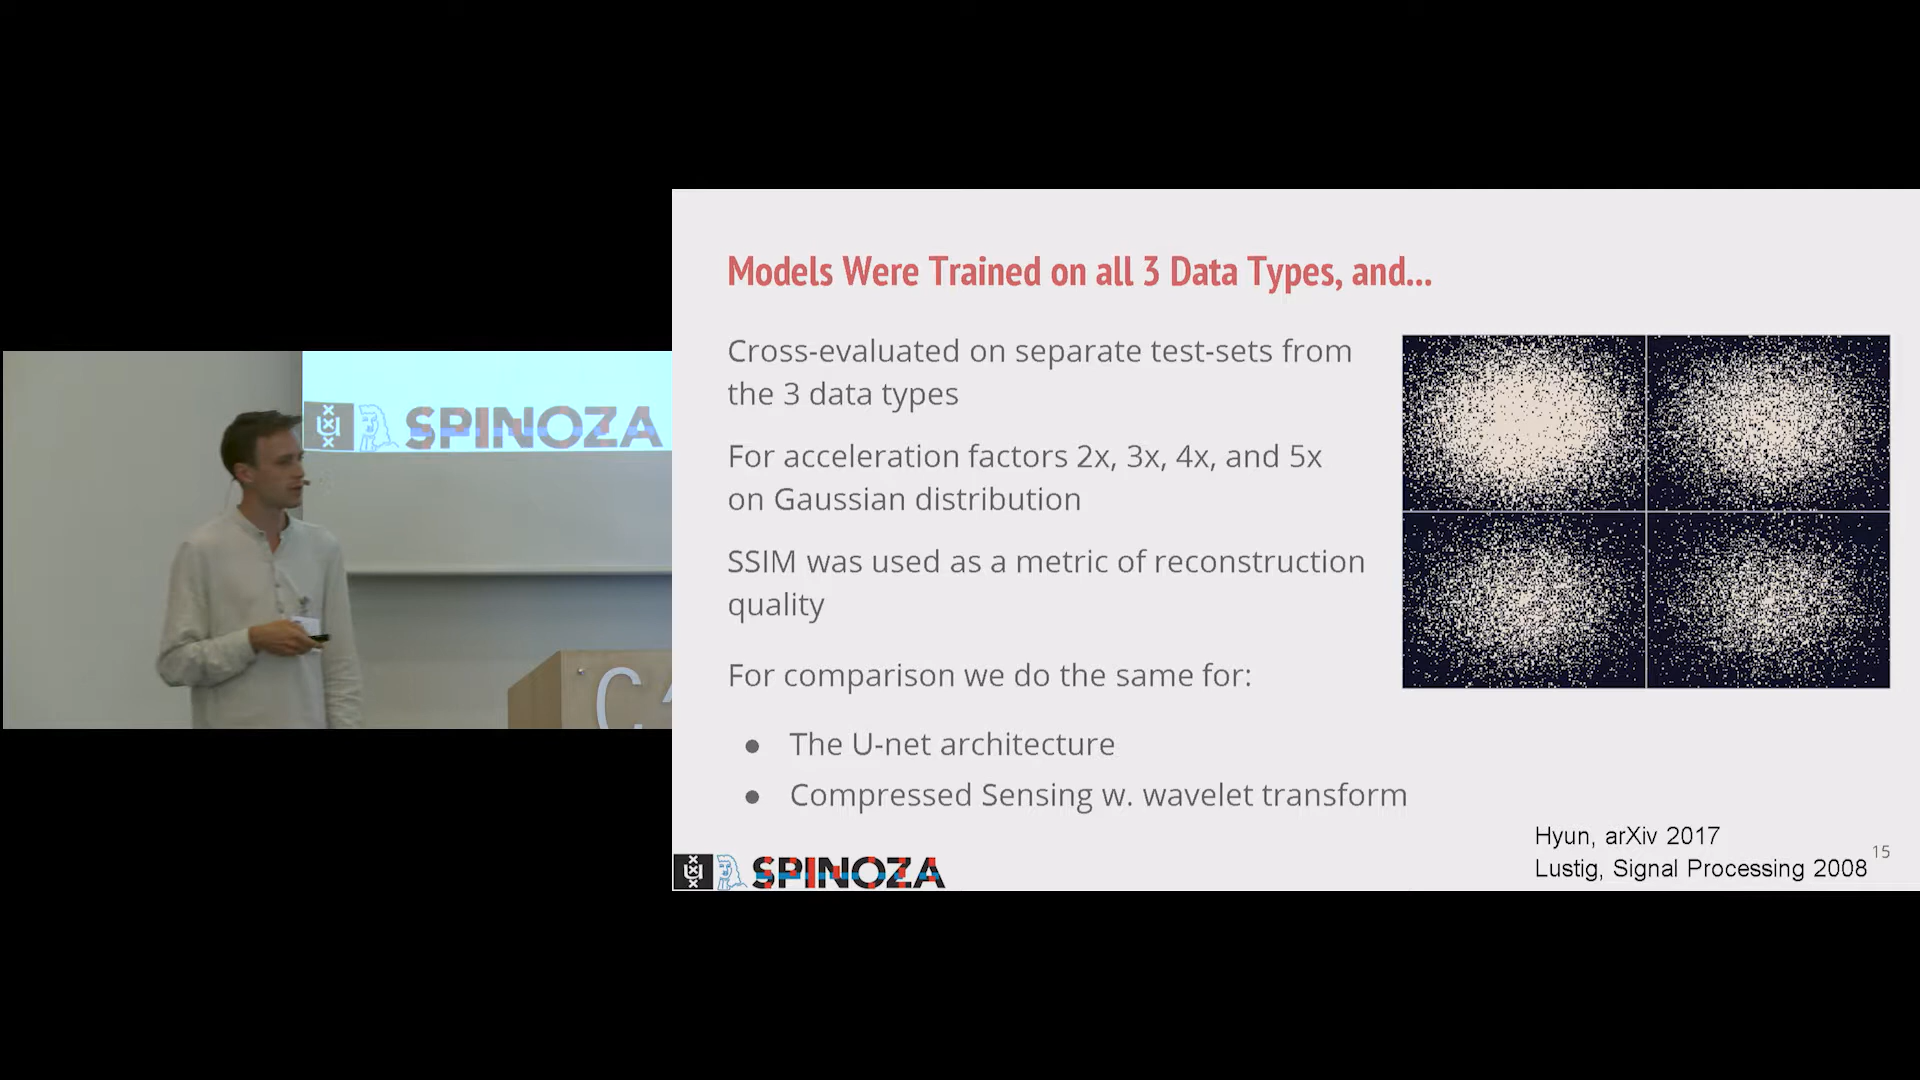 SPINOZA
C
Models Were Trained on all 3 Data Types, and...
Cross-evaluated on separate test-sets from
the 3 data types
For acceleration factors 2x, 3x, 4x, and 5x
on Gaussian distribution
SSIM was used as a metric of reconstruction
quality
For comparison we do the same for:
● The U-net architecture
● Compressed Sensing w. wavelet transform
Hyun, arXiv 2017
Lustig, Signal Processing 2008
15
SPINOZA